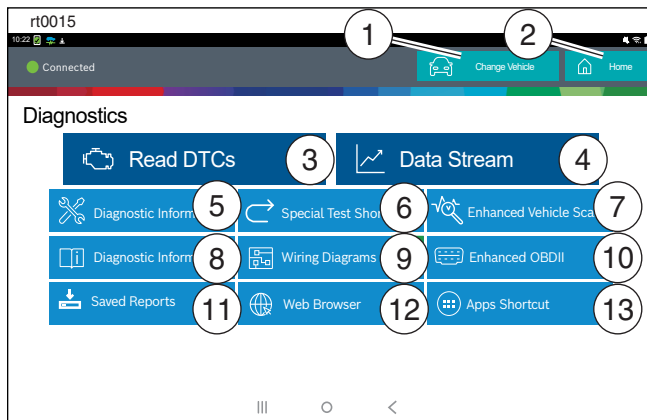 rt0015
10:22
1
2
Connected
Change Vehicle
Home
Diagnostics
Read DTCs
3
Data Stream
4
Diagnostic Inform
5
Special Test Sho
6
Enhanced Vehicle Sca
7
Diagnostic Inform
8
Wiring Diagrams
9
Enhanced OBDII
10
Saved Reports
11
Web Browser
12
Apps Shortcut
13